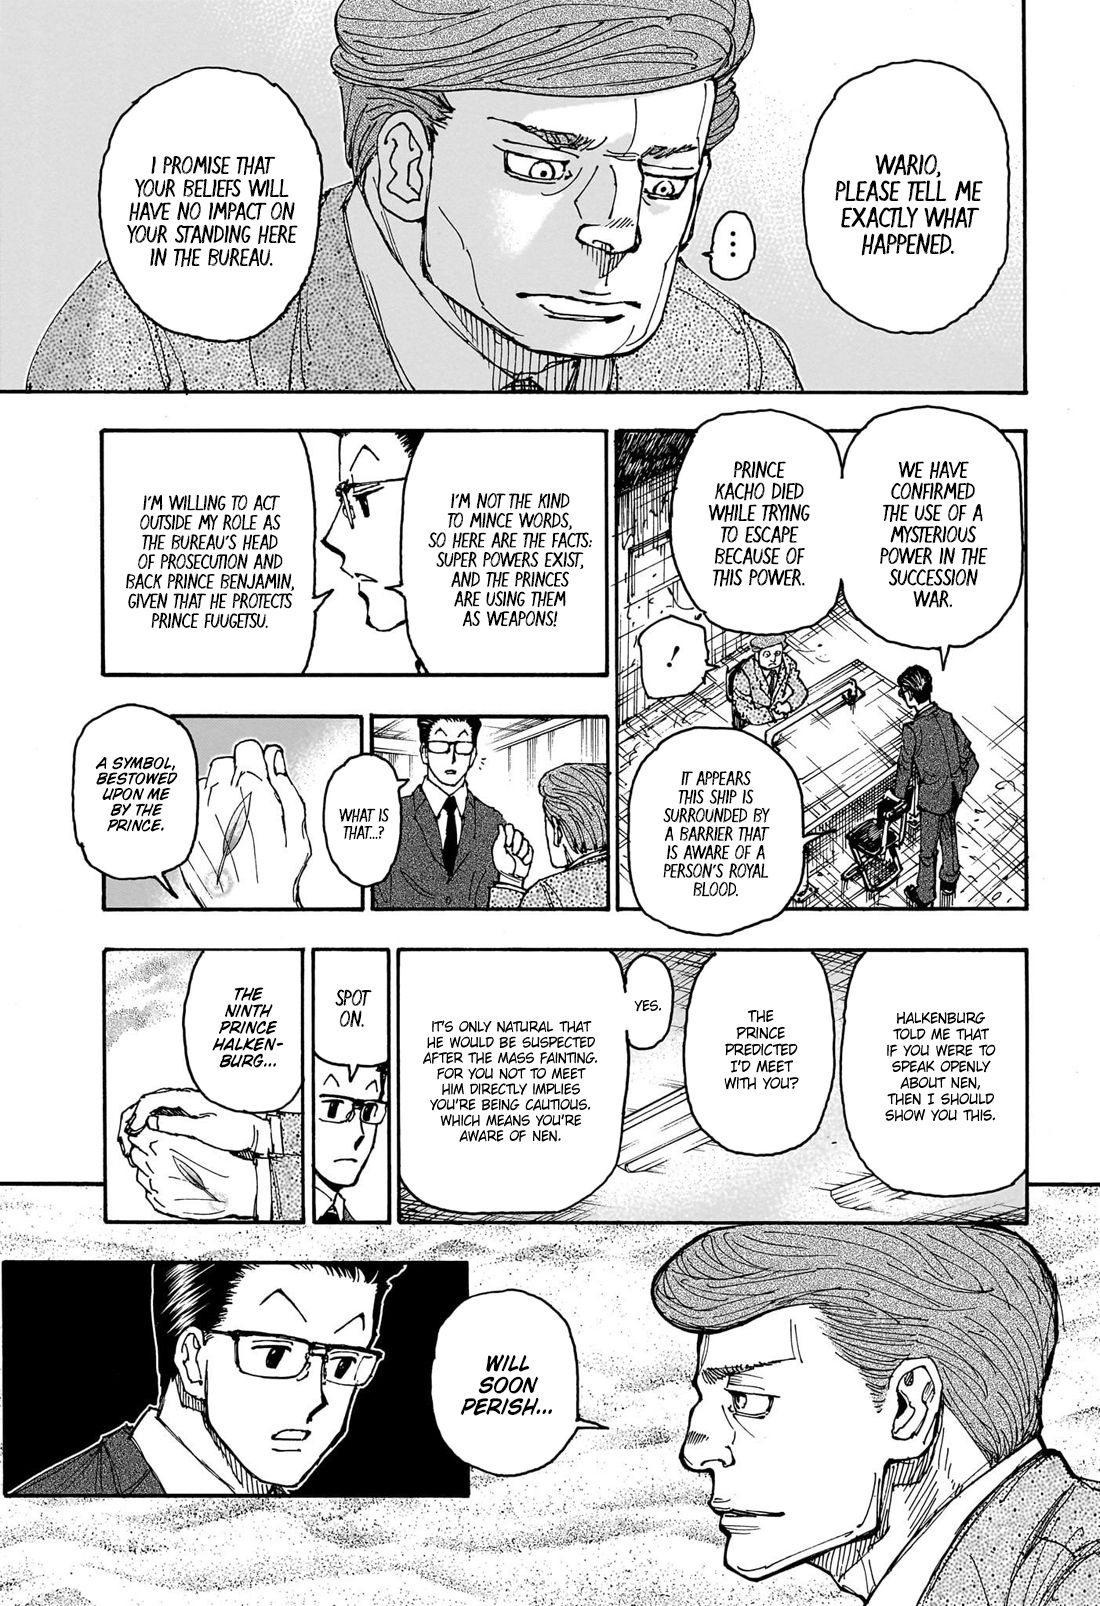 WARIO,
PLEASE TELL ME
EXACTLY WHAT
HAPPENED.
...
I PROMISE THAT
YOUR BELIEFS WILL
HAVE NO IMPACT ON
YOUR STANDING HERE
IN THE BUREAU.
WE HAVE
CONFIRMED
THE USE OF A
MYSTERIOUS
POWER IN THE
SUCCESSION
WAR.
PRINCE
KACHO DIED
WHILE TRYING
TO ESCAPE
BECAUSE OF
THIS POWER.
!
IT APPEARS
THIS SHIP IS
SURROUNDED BY
A BARRIER THAT
IS AWARE OF A
PERSON'S ROYAL
BLOOD.
I'M NOT THE KIND
TO MINCE WORDS,
SO HERE ARE THE FACTS:
SUPER POWERS EXIST,
AND THE PRINCES
ARE USING THEM
AS WEAPONS!
I'M WILLING TO ACT
OUTSIDE MY ROLE AS
THE BUREAU'S HEAD
OF PROSECUTION AND
BACK PRINCE BENJAMIN,
GIVEN THAT HE PROTECTS
PRINCE FUUGETSU.
WHAT IS
THAT...?
A SYMBOL,
BESTOWED
UPON ME
BY THE
PRINCE.
HALKENBURG
TOLD ME THAT
IF YOU WERE TO
SPEAK OPENLY
ABOUT NEN,
THEN I SHOULD
SHOW YOU THIS.
THE
PRINCE
PREDICTED
I'D MEET
WITH YOU?
YES.
IT'S ONLY NATURAL THAT
HE WOULD BE SUSPECTED
AFTER THE MASS FAINTING.
FOR YOU NOT TO MEET
HIM DIRECTLY IMPLIES
YOU'RE BEING CAUTIOUS.
WHICH MEANS YOU'RE
AWARE OF NEN.
SPOT
ON.
THE
NINTH
PRINCE
HALKEN-
BURG...
WILL
SOON
PERISH...